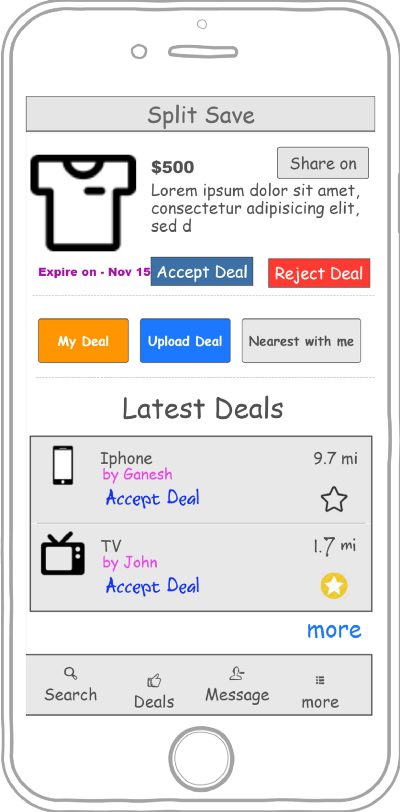 Split Save
$500
Share on
Lorem ipsum dolor sit amet,
consectetur adipisicing elit,
sed d
Expire on - Nov 15
Accept Deal
Reject Deal
My Deal
Upload Deal
Nearest with me
Latest Deals
Iphone
9.7 mi
by Ganesh
Accept Deal
TV
1.7 mi
by John
Accept Deal
more
Search
Deals
Message
more